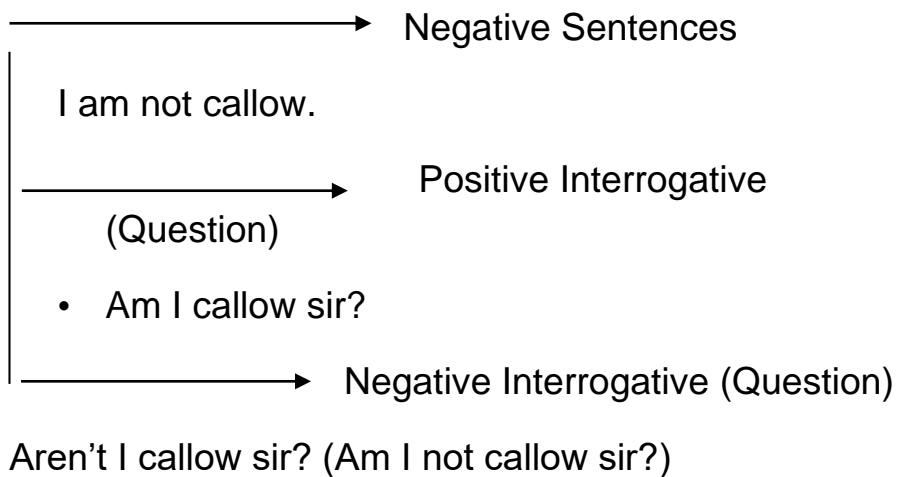 Negative Sentences
I am not callow.
Positive Interrogative
(Question)
• Am I callow sir?
Negative Interrogative (Question)
Aren’t I callow sir? (Am I not callow sir?)